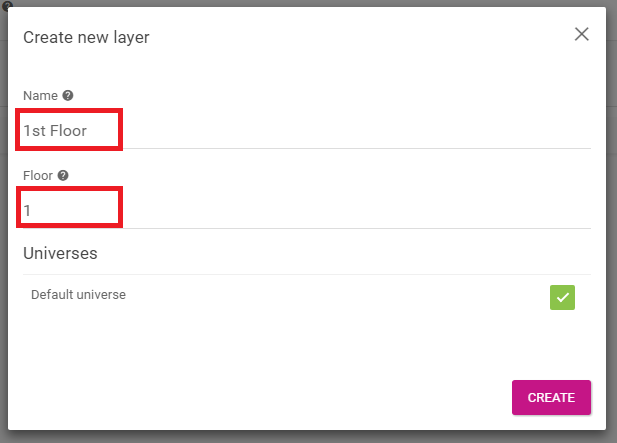 Create new layer
Name
1st Floor
Floor
1
Universes
Default universe
CREATE